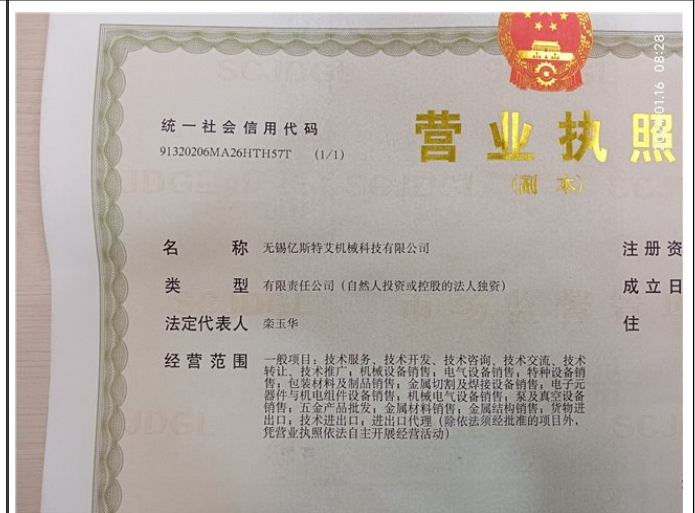 统一社会信用代码
91320206MA26HTH57T (1/1)
营业执照
(副本)
名 称 无锡亿斯特艾机械科技有限公司
注册资
类 型 有限责任公司（自然人投资或控股的法人独资）
成立日
法定代表人 栾玉华
住
经营范围 一般项目：技术服务、技术开发、技术咨询、技术交流、技术
转让、技术推广；机械设备销售；电气设备销售；特种设备销
售；包装材料及制品销售；金属切割及焊接设备销售；电子元
器件与机电组件设备销售；机械电气设备销售；泵及真空设备
销售；五金产品批发；金属材料销售；金属结构销售；货物进
出口；技术进出口；进出口代理（除依法须经批准的项目外，
凭营业执照依法自主开展经营活动）
01.16 08:28